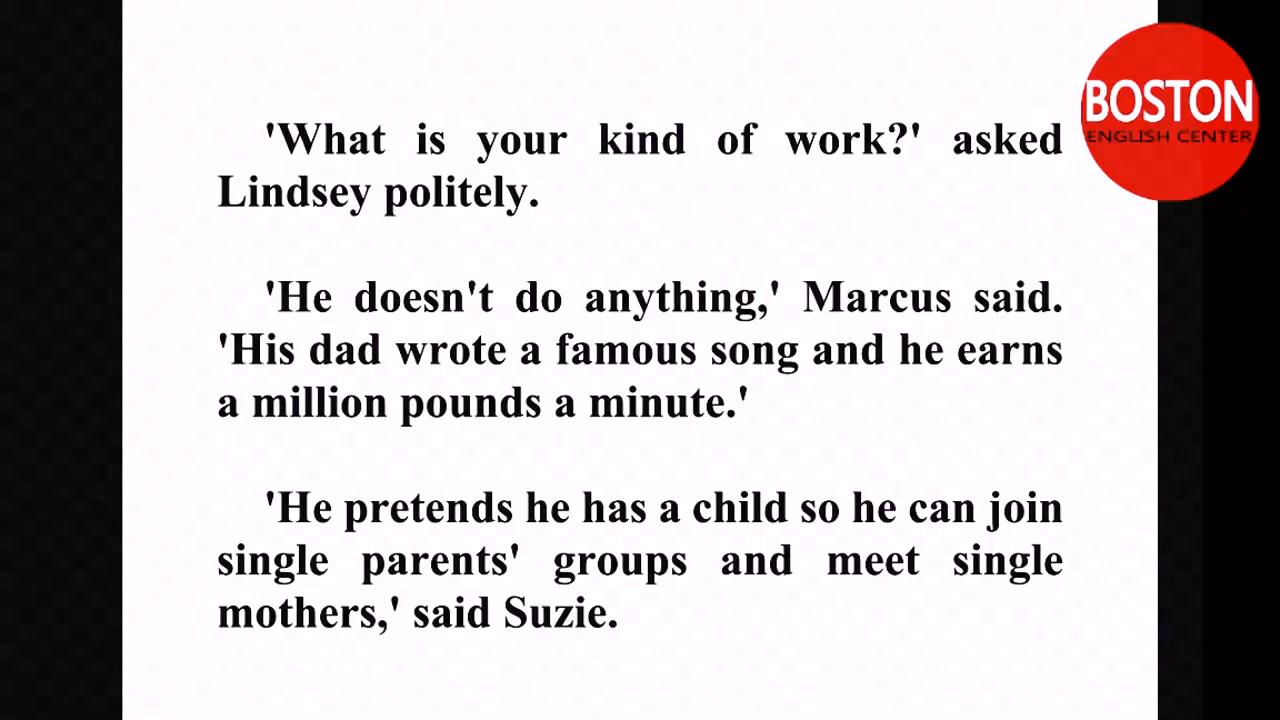 BOSTON
ENGLISH CENTER
'What is your kind of work?' asked
Lindsey politely.
'He doesn't do anything,' Marcus said.
'His dad wrote a famous song and he earns
a million pounds a minute.'
'He pretends he has a child so he can join
single parents' groups and meet single
mothers,' said Suzie.